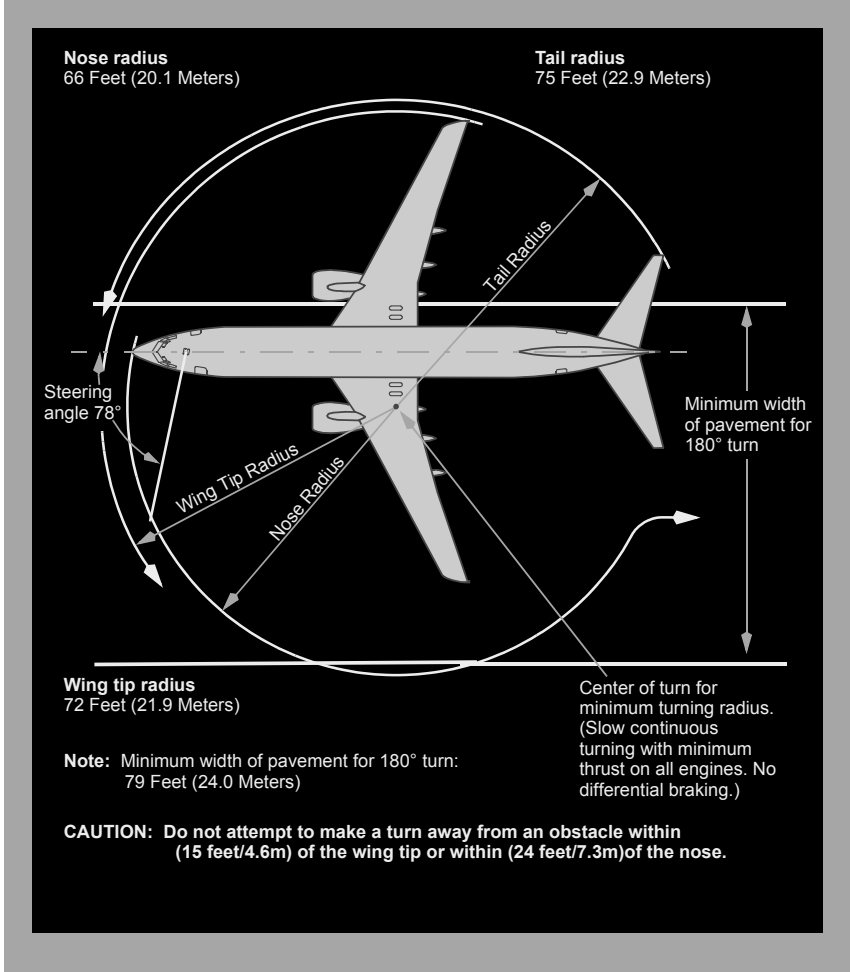 Nose radius
66 Feet (20.1 Meters)
Tail radius
75 Feet (22.9 Meters)
Tail Radius
Steering
angle 78°
Minimum width
of pavement for
180° turn
Wing Tip Radius
Nose Radius
Wing tip radius
72 Feet (21.9 Meters)
Center of turn for
minimum turning radius.
(Slow continuous
turning with minimum
thrust on all engines. No
differential braking.)
Note: Minimum width of pavement for 180° turn:
79 Feet (24.0 Meters)
CAUTION: Do not attempt to make a turn away from an obstacle within
(15 feet/4.6m) of the wing tip or within (24 feet/7.3m)of the nose.